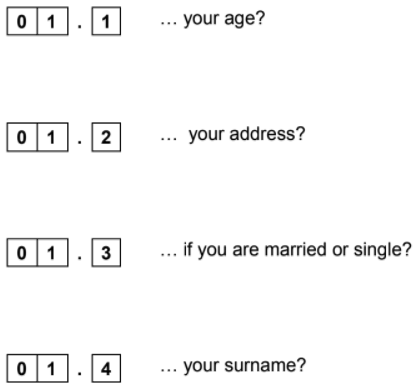 0 1 . 1 … your age?
0 1 . 2 … your address?
0 1 . 3 … if you are married or single?
0 1 . 4 … your surname?